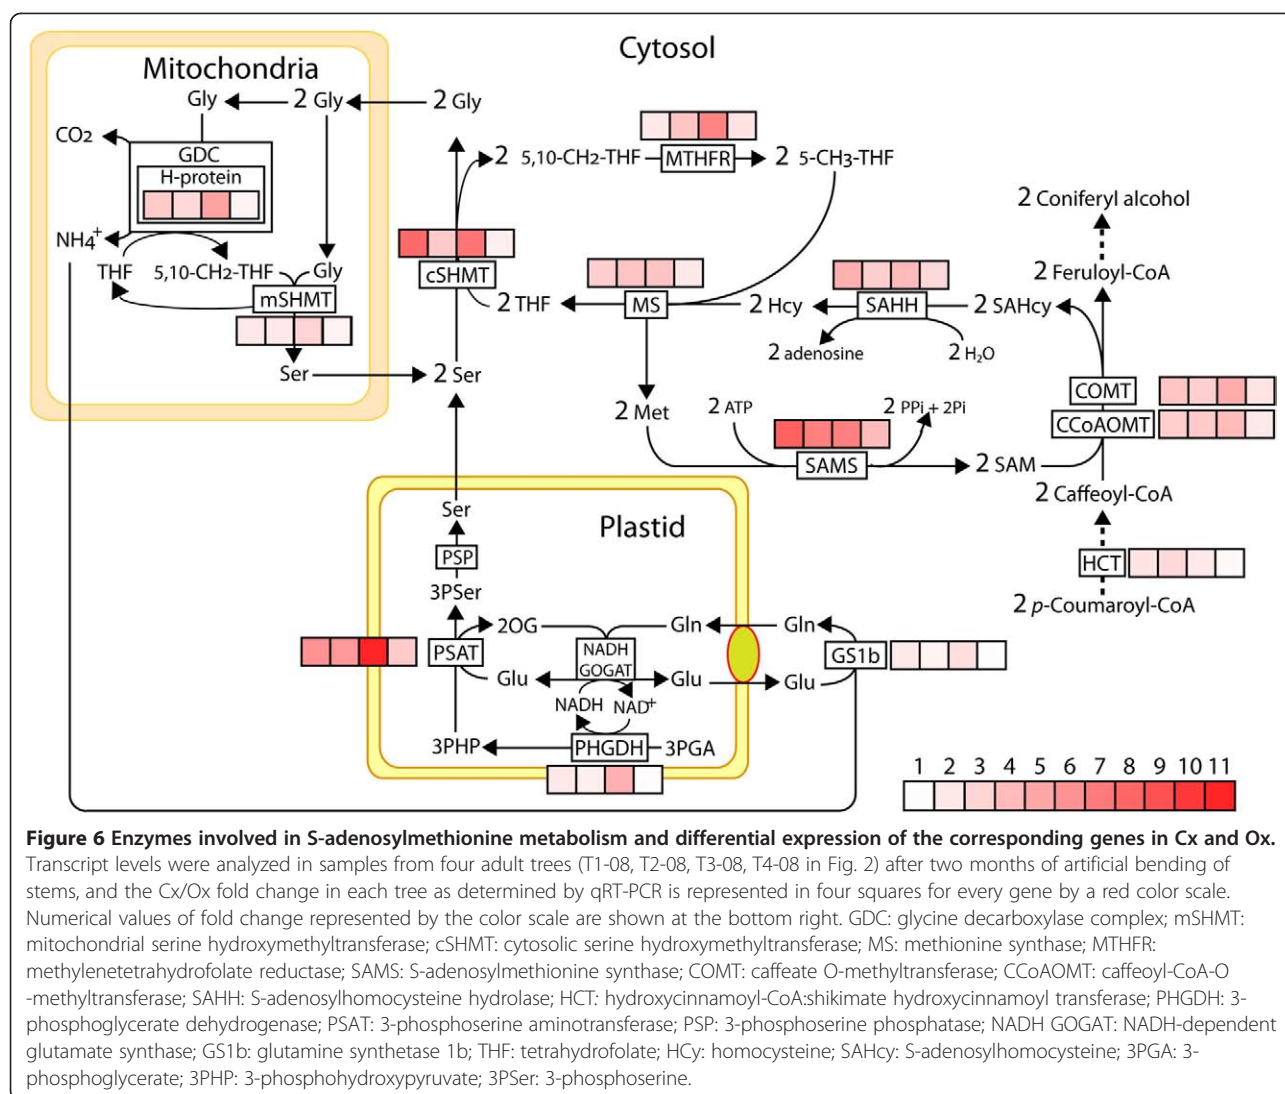 Mitochondria
Cytosol
Gly
2 Gly
2 Gly
CO2
GDC
H-protein
NH4+
THF
5,10-CH2-THF
Gly
mSHMT
Ser
2 Ser
cSHMT
2 5,10-CH2-THF
MTHFR
2 5-CH3-THF
2 THF
MS
2 Hcy
SAHH
2 SAHcy
2 adenosine
2 H2O
2 Coniferyl alcohol
2 Feruloyl-CoA
COMT
CCoAOMT
2 Met
2 ATP
2 PPi + 2Pi
SAMS
2 SAM
2 Caffeoyl-CoA
HCT
2 p-Coumaroyl-CoA
Plastid
Ser
PSP
3PSer
PSAT
2OG
Glu
NADH
GOGAT
Gln
Gln
Glu
Glu
GS1b
NADH
NAD+
3PHP
PHGDH
3PGA
1 2 3 4 5 6 7 8 9 10 11
Figure 6 Enzymes involved in S-adenosylmethionine metabolism and differential expression of the corresponding genes in Cx and Ox.
Transcript levels were analyzed in samples from four adult trees (T1-08, T2-08, T3-08, T4-08 in Fig. 2) after two months of artificial bending of
stems, and the Cx/Ox fold change in each tree as determined by qRT-PCR is represented in four squares for every gene by a red color scale.
Numerical values of fold change represented by the color scale are shown at the bottom right. GDC: glycine decarboxylase complex; mSHMT:
mitochondrial serine hydroxymethyltransferase; cSHMT: cytosolic serine hydroxymethyltransferase; MS: methionine synthase; MTHFR:
methylenetetrahydrofolate reductase; SAMS: S-adenosylmethionine synthase; COMT: caffeate O-methyltransferase; CCoAOMT: caffeoyl-CoA-O
-methyltransferase; SAHH: S-adenosylhomocysteine hydrolase; HCT: hydroxycinnamoyl-CoA:shikimate hydroxycinnamoyl transferase; PHGDH: 3-
phosphoglycerate dehydrogenase; PSAT: 3-phosphoserine aminotransferase; PSP: 3-phosphoserine phosphatase; NADH GOGAT: NADH-dependent
glutamate synthase; GS1b: glutamine synthetase 1b; THF: tetrahydrofolate; HCy: homocysteine; SAHcy: S-adenosylhomocysteine; 3PGA: 3-
phosphoglycerate; 3PHP: 3-phosphohydroxypyruvate; 3PSer: 3-phosphoserine.